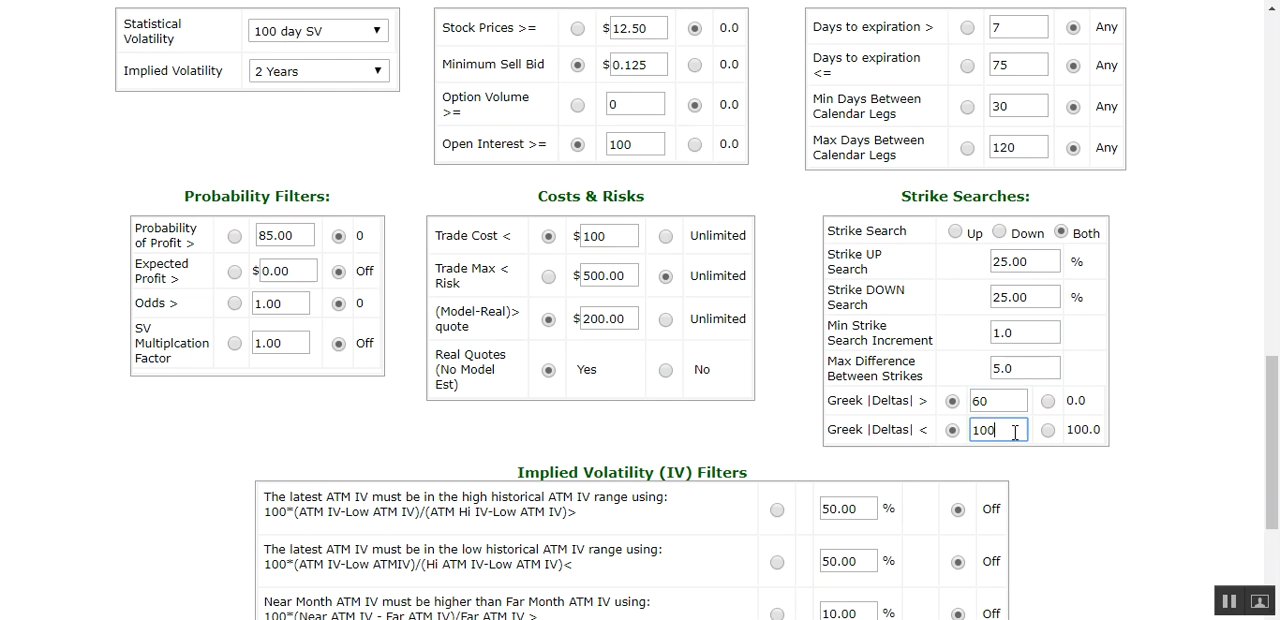 Statistical
Volatility
100 day SV
Implied Volatility
2 Years
Stock Prices >=
$ 12.50
0.0
Minimum Sell Bid
$ 0.125
0.0
Option Volume
>=
0
0.0
Open Interest >=
100
0.0
Days to expiration >
7
Any
Days to expiration
<=
75
Any
Min Days Between
Calendar Legs
30
Any
Max Days Between
Calendar Legs
120
Any
Probability Filters:
Probability
of Profit >
85.00
0
Expected
Profit >
$ 0.00
Off
Odds >
1.00
0
SV
Multiplcation
Factor
1.00
Off
Costs & Risks
Trade Cost <
$ 100
Unlimited
Trade Max <
Risk
$ 500.00
Unlimited
(Model-Real)>
quote
$ 200.00
Unlimited
Real Quotes
(No Model
Est)
Yes
No
Strike Searches:
Strike Search
Up
Down
Both
Strike UP
Search
25.00
%
Strike DOWN
Search
25.00
%
Min Strike
Search Increment
1.0
Max Difference
Between Strikes
5.0
Greek |Deltas| >
60
0.0
Greek |Deltas| <
100
100.0
Implied Volatility (IV) Filters
The latest ATM IV must be in the high historical ATM IV range using:
100*(ATM IV-Low ATM IV)/(ATM Hi IV-Low ATM IV)>
50.00
%
Off
The latest ATM IV must be in the low historical ATM IV range using:
100*(ATM IV-Low ATMIV)/(Hi ATM IV-Low ATM IV)<
50.00
%
Off
Near Month ATM IV must be higher than Far Month ATM IV using:
100*(Near ATM IV - Far ATM IV)/Far ATM IV >
10.00
%
Off